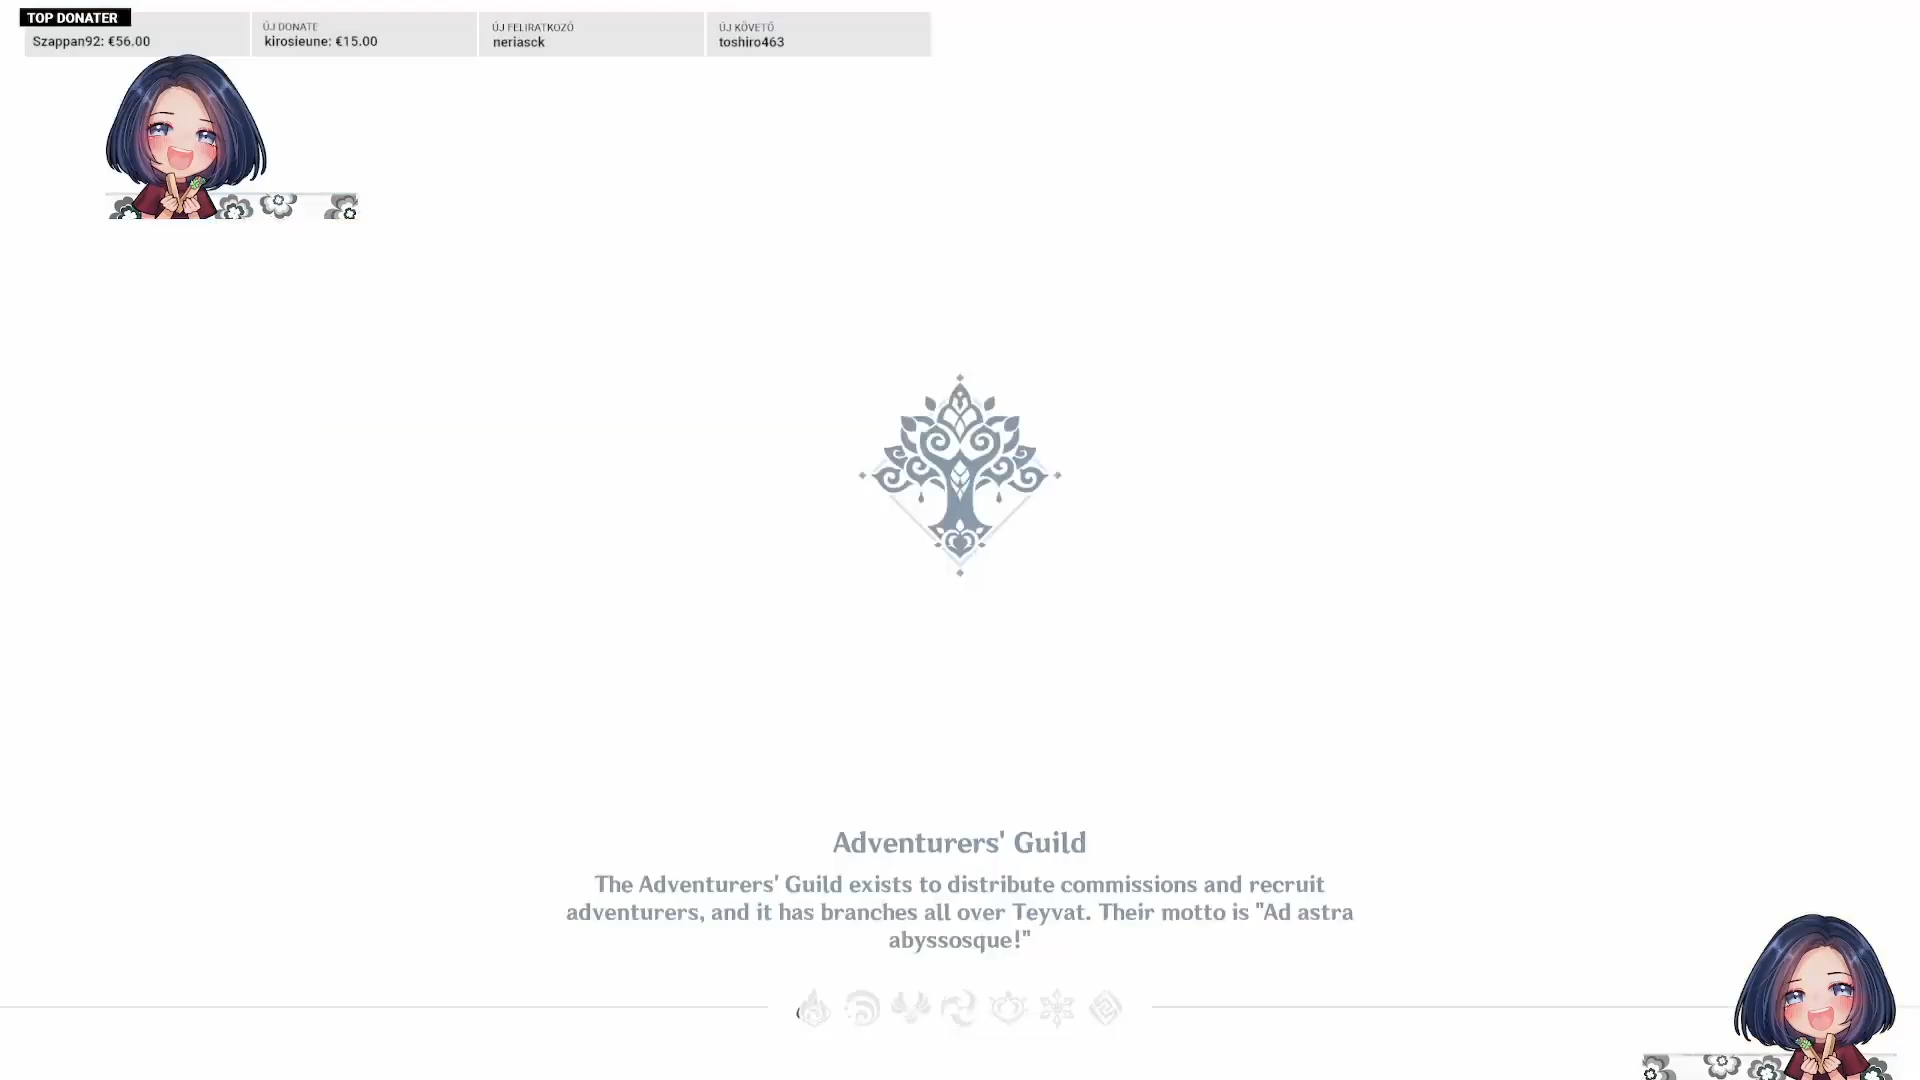 TOP DONATER
Szappan92: €56.00
ÚJ DONATE
kirosieune: €15.00
ÚJ FELIRATKOZÓ
neriasck
ÚJ KÖVETŐ
toshiro463
Adventurers' Guild
The Adventurers' Guild exists to distribute commissions and recruit
adventurers, and it has branches all over Teyvat. Their motto is "Ad astra
abyssosque!"